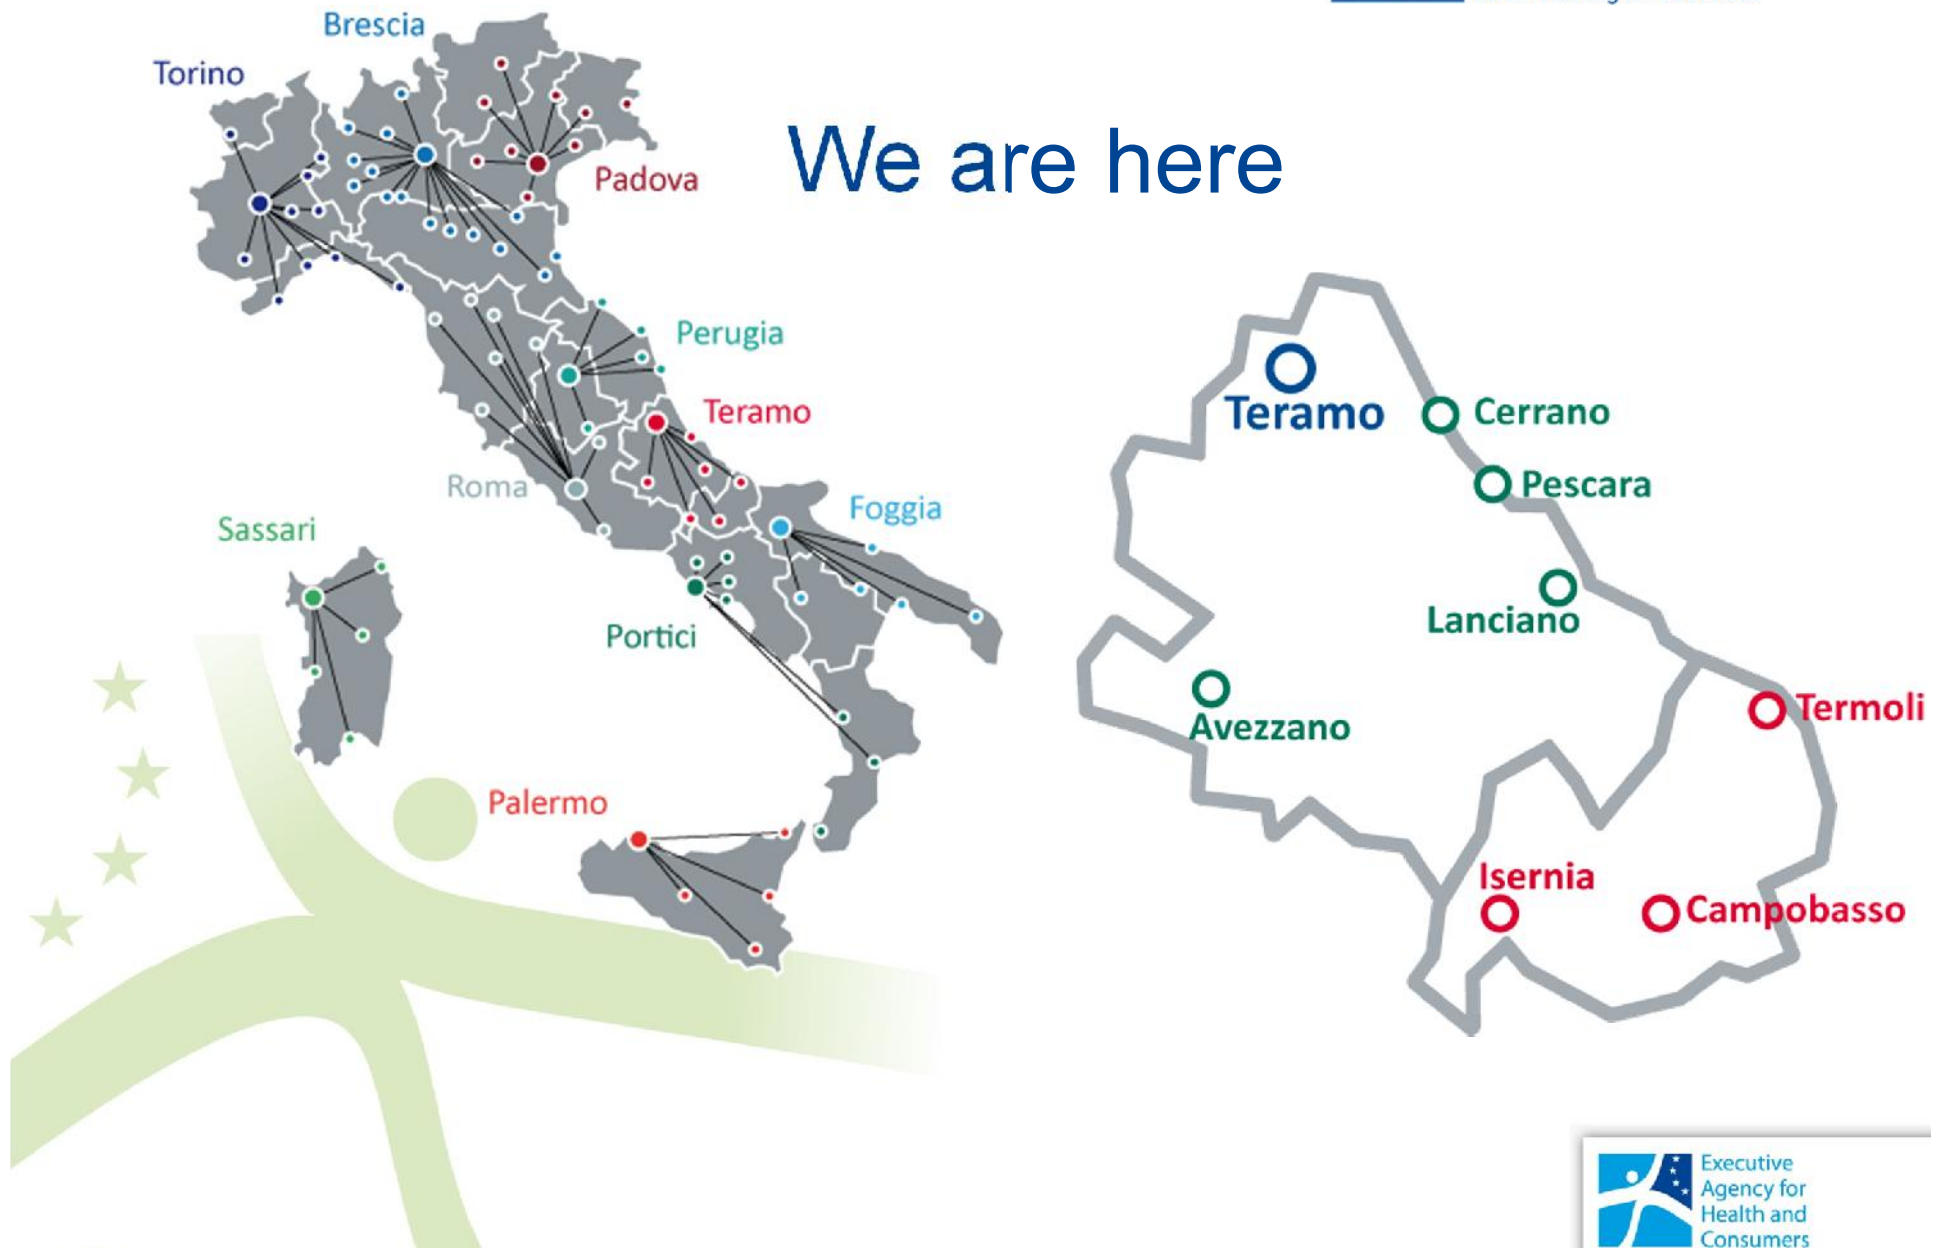 Brescia
Torino
We are here
Padova
Perugia
Teramo
Roma
Foggia
Sassari
Portici
Palermo
Teramo
Cerrano
Pescara
Lanciano
Avezzano
Termoli
Isernia
Campobasso
Executive
Agency for
Health and
Consumers